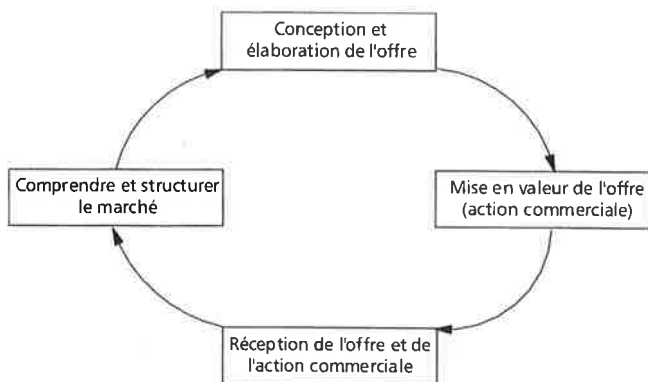 Conception et
élaboration de l'offre
Comprendre et structurer
le marché
Mise en valeur de l'offre
(action commerciale)
Réception de l'offre et de
l'action commerciale